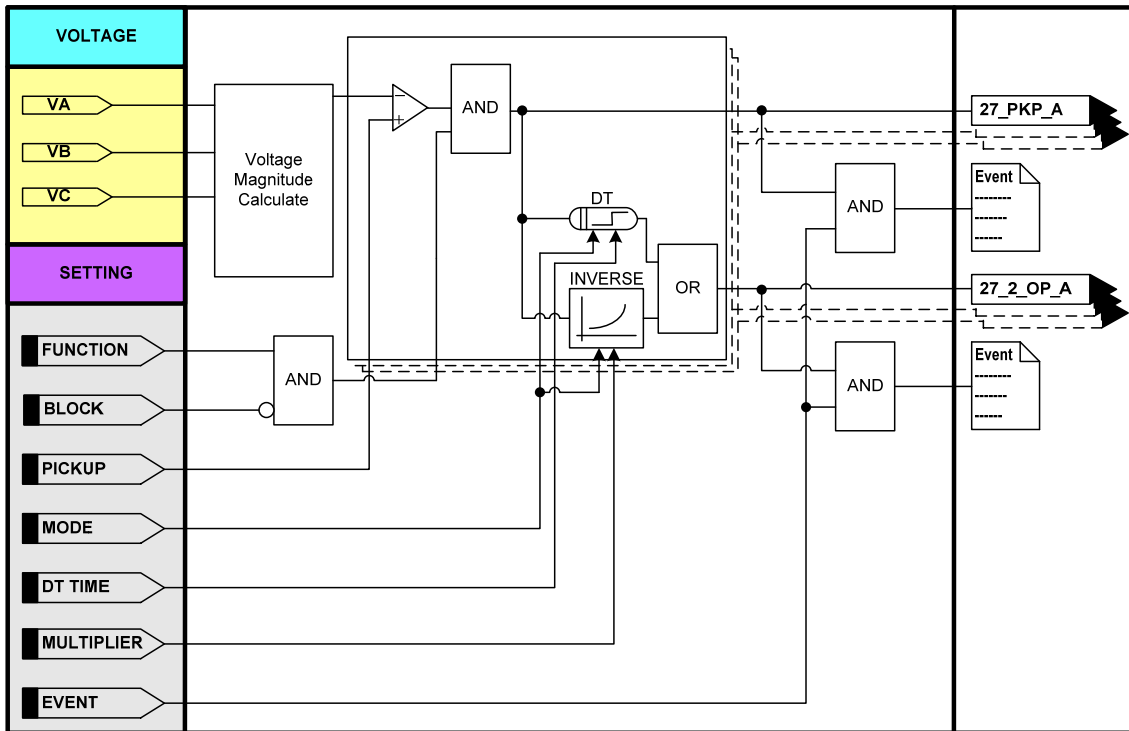 VOLTAGE
VA
VB
VC
SETTING
FUNCTION
BLOCK
PICKUP
MODE
DT TIME
MULTIPLIER
EVENT
Voltage
Magnitude
Calculate
AND
−
+
AND
DT
INVERSE
OR
AND
AND
27_PKP_A
Event
27_2_OP_A
Event